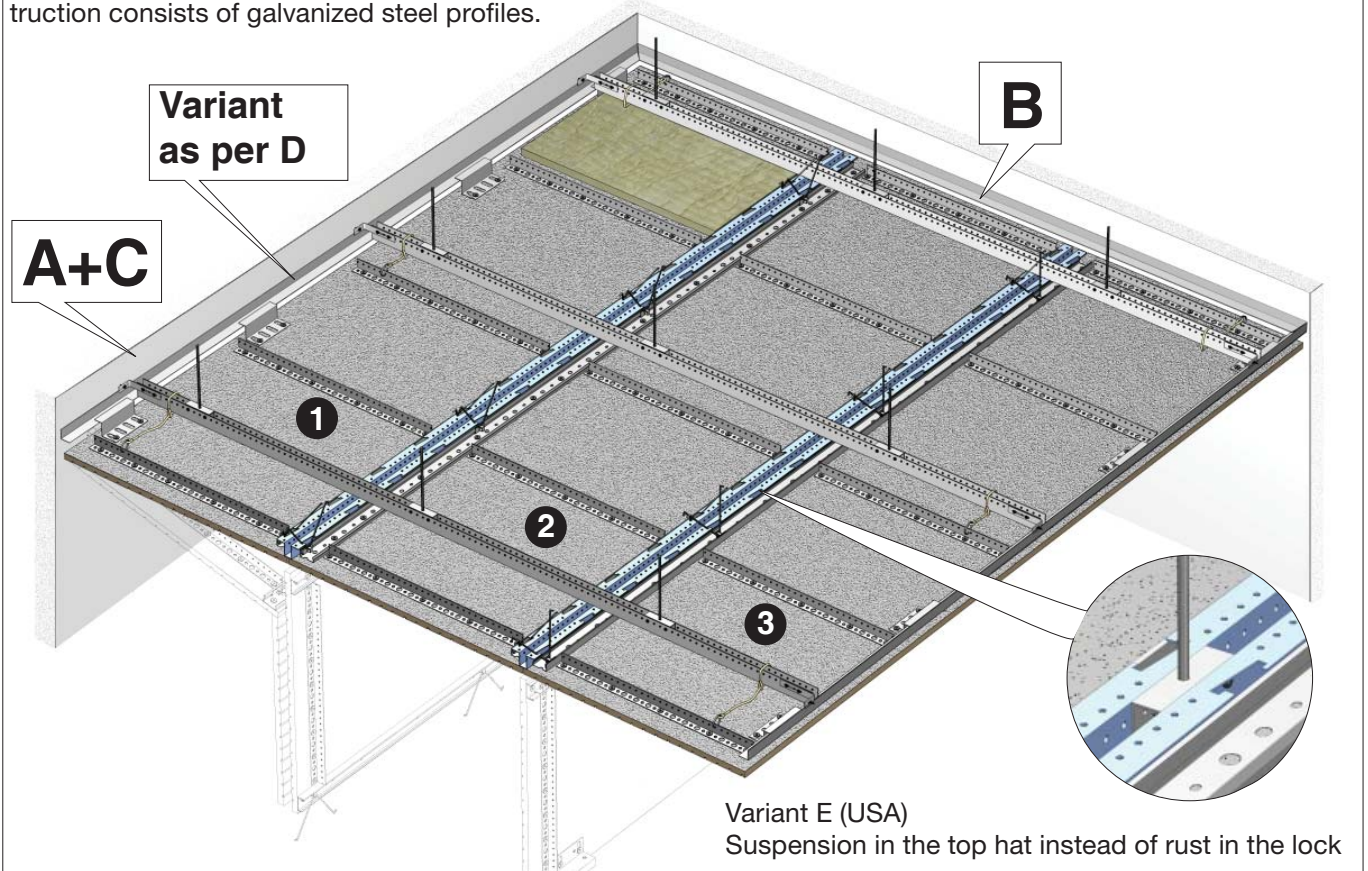 truction consists of galvanized steel profiles.
Variant
as per D
B
A+C
1
2
3
Variant E (USA)
Suspension in the top hat instead of rust in the lock